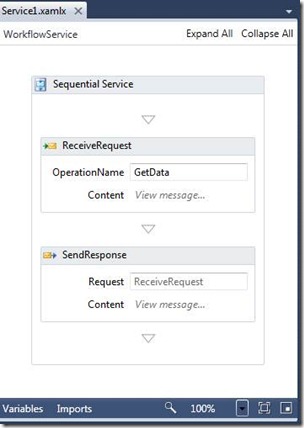 Service1.xamlx
WorkflowService Expand All Collapse All
Sequential Service
ReceiveRequest
OperationName GetData
Content View message...
SendResponse
Request ReceiveRequest
Content View message...
Variables Imports 100%